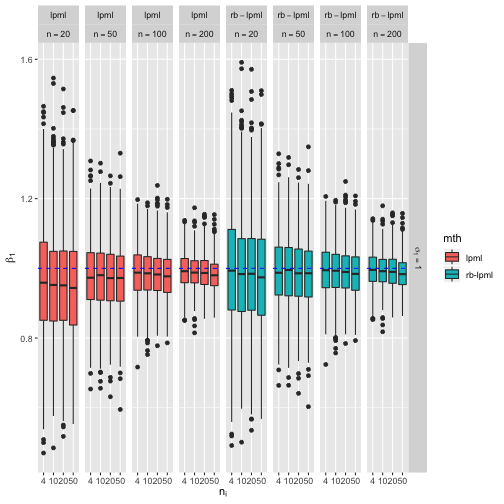 lpml lpml lpml lpml rb−lpml rb−lpml rb−lpml rb−lpml
n = 20 n = 50 n = 100 n = 200 n = 20 n = 50 n = 100 n = 200
1.6
1.2
0.8
β1
σ1 = 1
mth
lpml
rb-lpml
4 102050 4 102050 4 102050 4 102050 4 102050 4 102050 4 102050 4 102050
ni